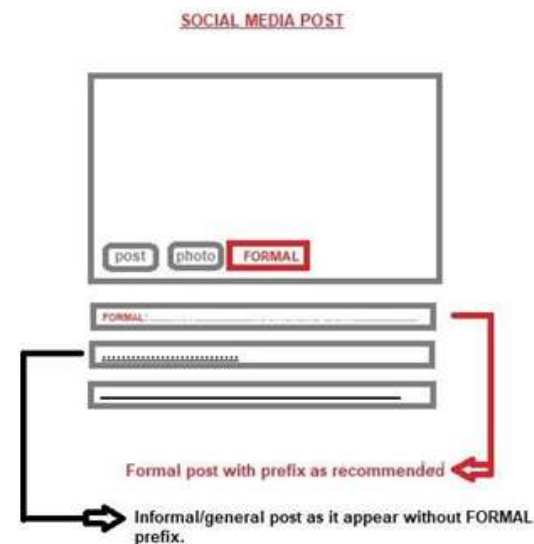 SOCIAL MEDIA POST
post photo FORMAL
FORMAL:
Formal post with prefix as recommended
Informal/general post as it appear without FORMAL
prefix.